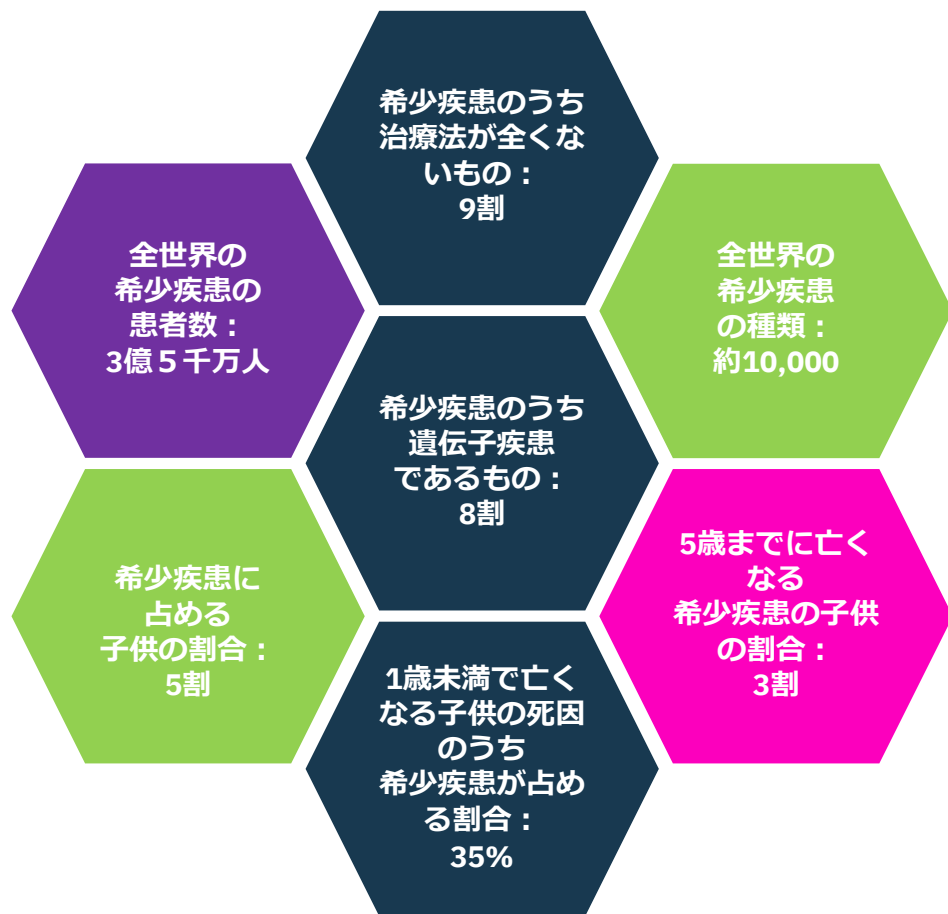 希少疾患のうち
治療法が全くな
いもの：
9割
全世界の
希少疾患の
患者数：
3億５千万人
全世界の
希少疾患
の種類：
約10,000
希少疾患のうち
遺伝子疾患
であるもの：
8割
希少疾患に
占める
子供の割合：
5割
5歳までに亡く
なる
希少疾患の子供
の割合：
3割
1歳未満で亡く
なる子供の死因
のうち
希少疾患が占め
る割合：
35%